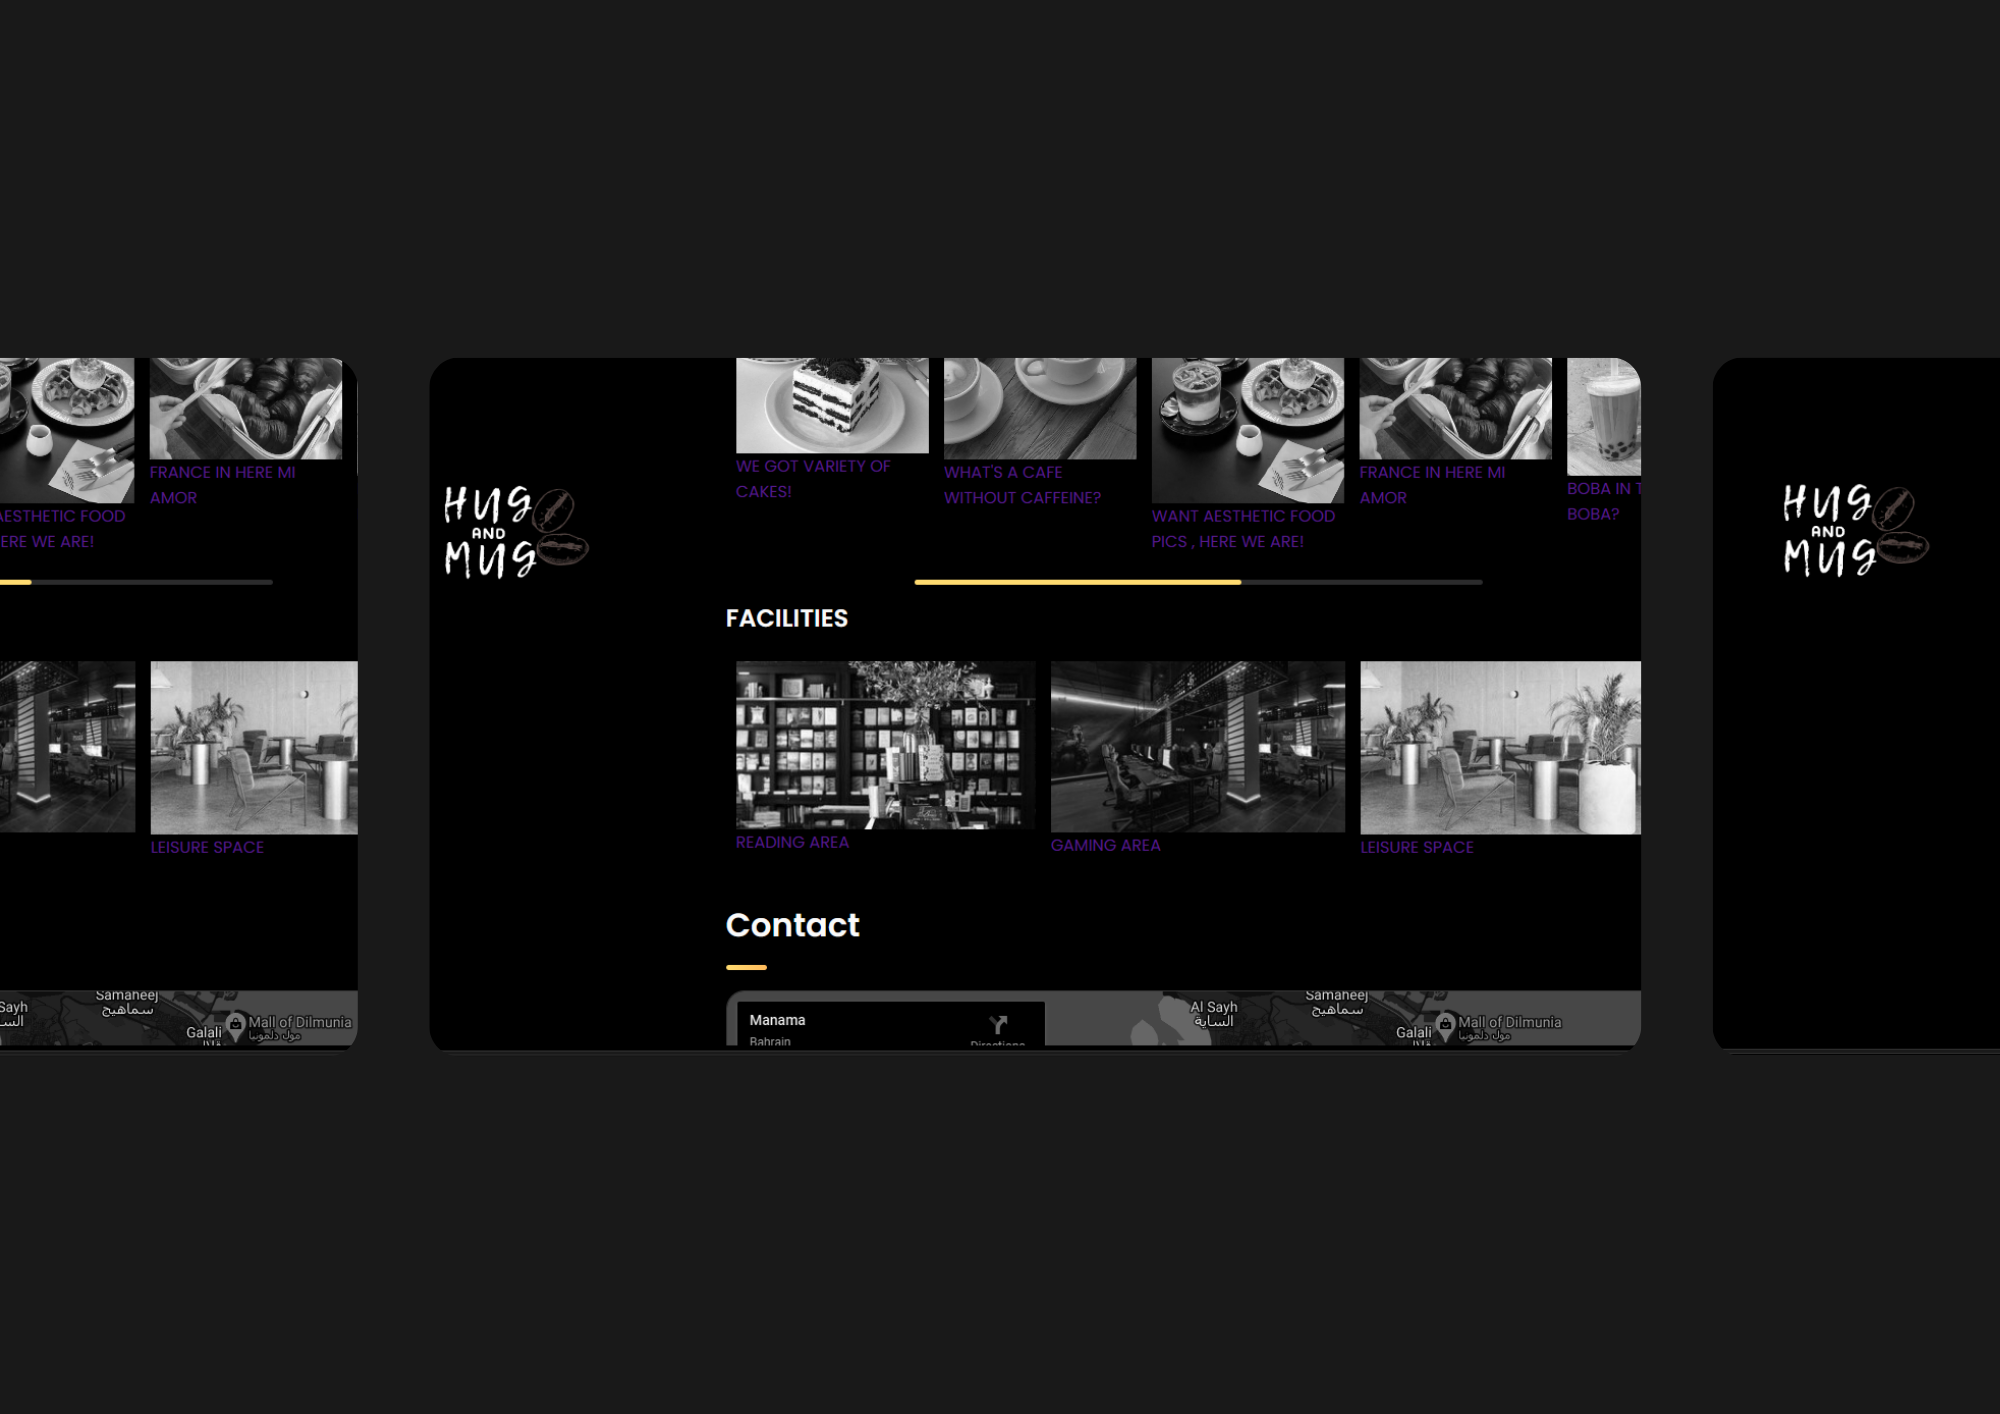 FRANCE IN HERE MI
AMOR
AESTHETIC FOOD
ERE WE ARE!
LEISURE SPACE
Samaheej
سماهيج
Sayh
Galali
Mall of Dilmunia
مول دلمونيا
HUG
AND
MUG
WE GOT VARIETY OF
CAKES!
WHAT'S A CAFE
WITHOUT CAFFEINE?
WANT AESTHETIC FOOD
PICS , HERE WE ARE!
FRANCE IN HERE MI
AMOR
BOBA IN T
BOBA?
FACILITIES
READING AREA
GAMING AREA
LEISURE SPACE
Contact
Manama
Bahrain
Directions
Al Sayh
الساية
Samaheej
سماهيج
Galali
Mall of Dilmunia
مول دلمونيا
HUG
AND
MUG